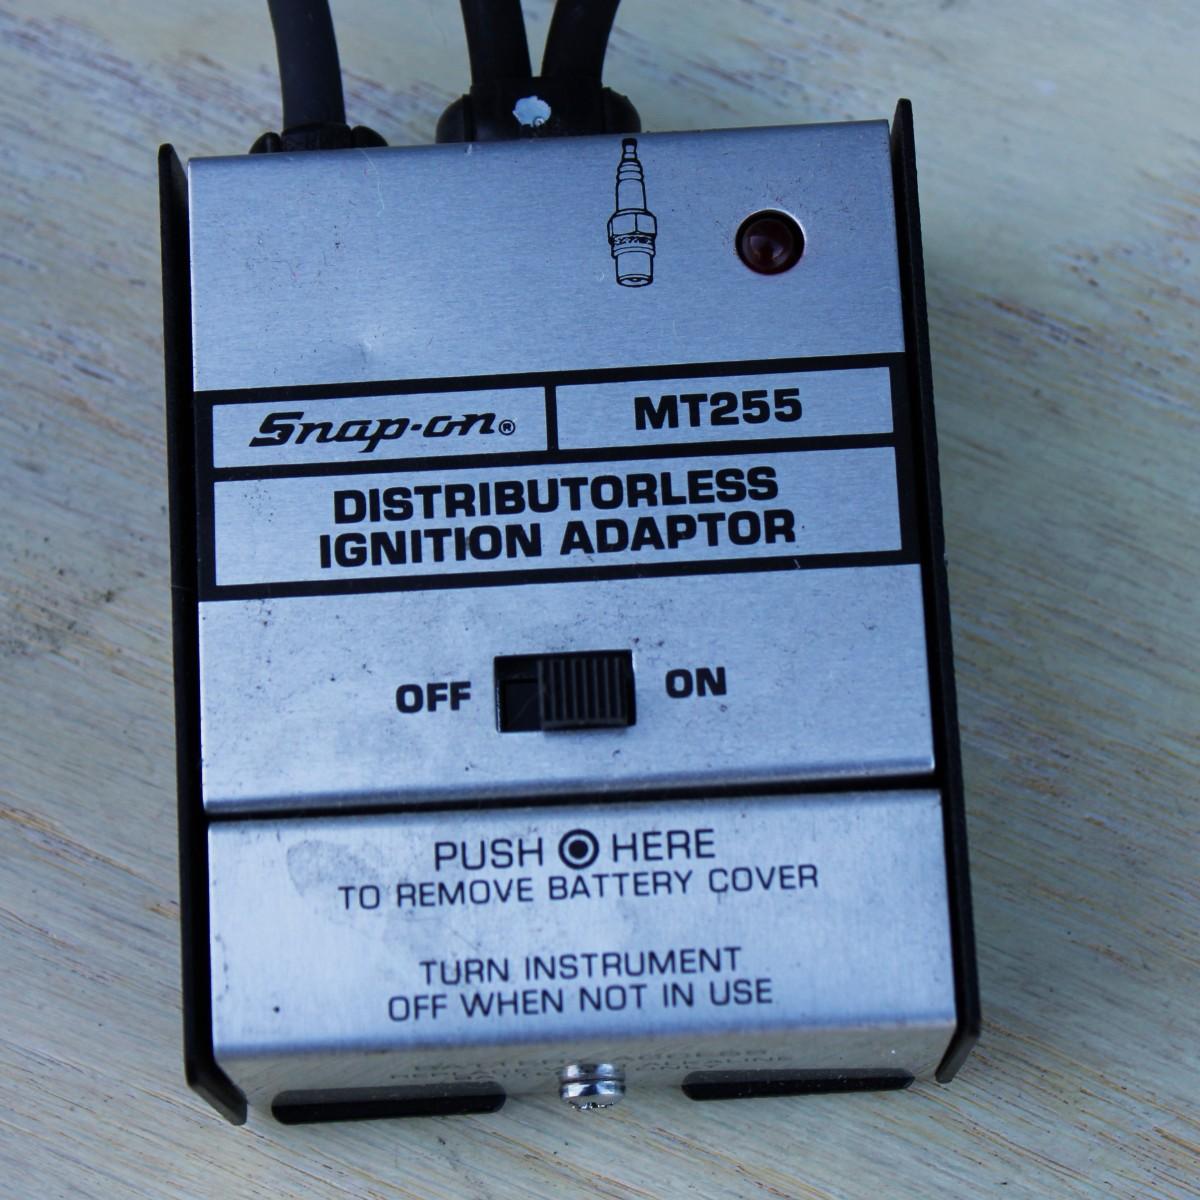 Snap-on®
MT255
DISTRIBUTORLESS
IGNITION ADAPTOR
OFF
ON
PUSH HERE
TO REMOVE BATTERY COVER
TURN INSTRUMENT
OFF WHEN NOT IN USE